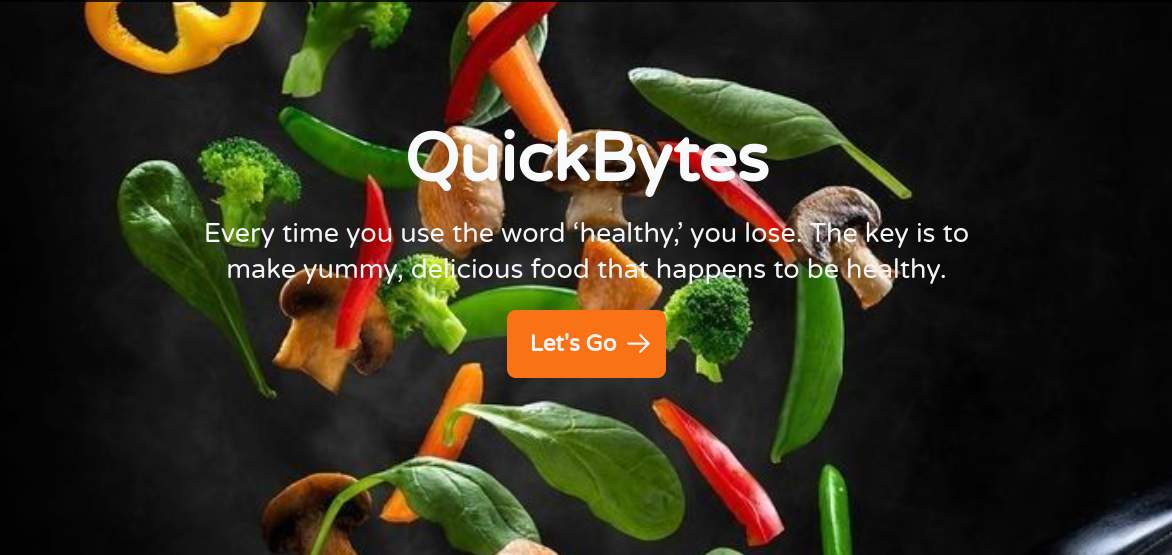 QuickBytes
Every time you use the word ‘healthy,’ you lose. The key is to
make yummy, delicious food that happens to be healthy.
Let's Go →